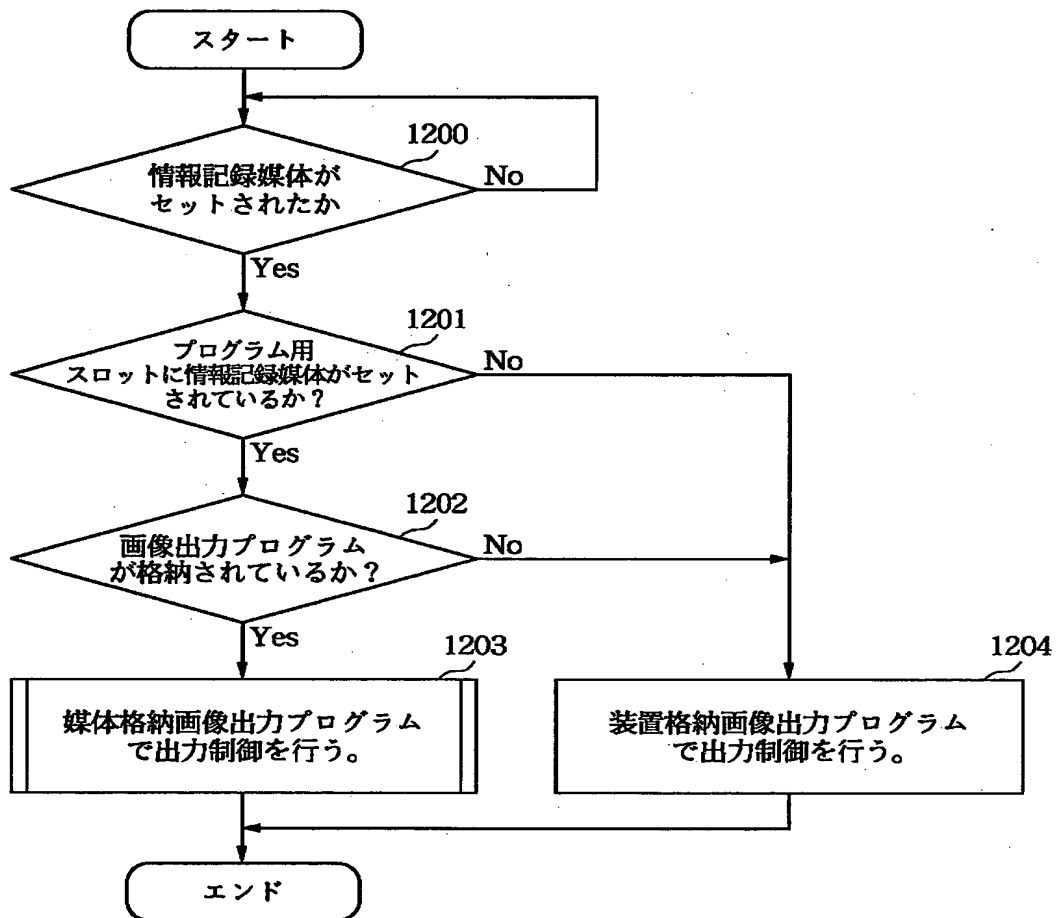 スタート
1200
情報記録媒体が
セットされたか
No
Yes
1201
プログラム用
スロットに情報記録媒体がセット
されているか?
No
Yes
1202
画像出力プログラム
が格納されているか?
No
Yes
1203
媒体格納画像出力プログラム
で出力制御を行う。
1204
装置格納画像出力プログラム
で出力制御を行う。
エンド